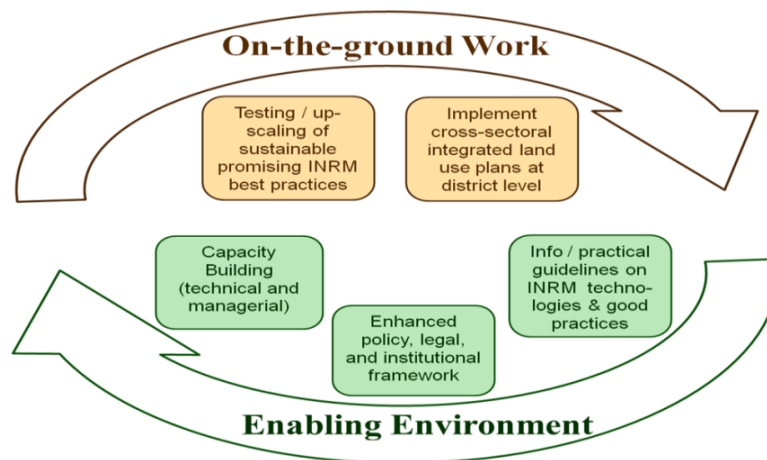 On-the-ground Work
Testing / up-
scaling of
sustainable
promising INRM
best practices
Implement
cross-sectoral
integrated land
use plans at
district level
Capacity
Building
(technical and
managerial)
Enhanced
policy, legal,
and institutional
framework
Info / practical
guidelines on
INRM techno-
logies & good
practices
Enabling Environment